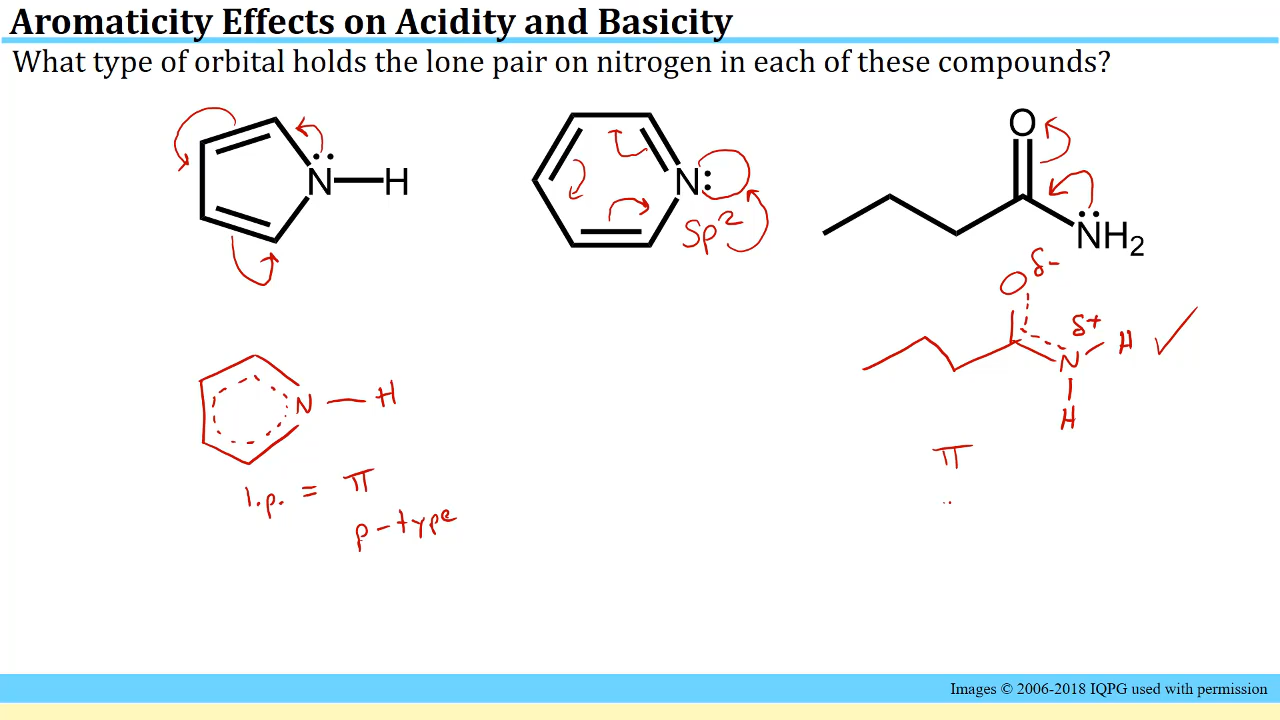 Aromaticity Effects on Acidity and Basicity
What type of orbital holds the lone pair on nitrogen in each of these compounds?
N: — H
N:
sp²
O
NH₂
O δ-
δ+
N H
H
N — H
l.p. = π
p-type
π
Images © 2006-2018 IQPG used with permission